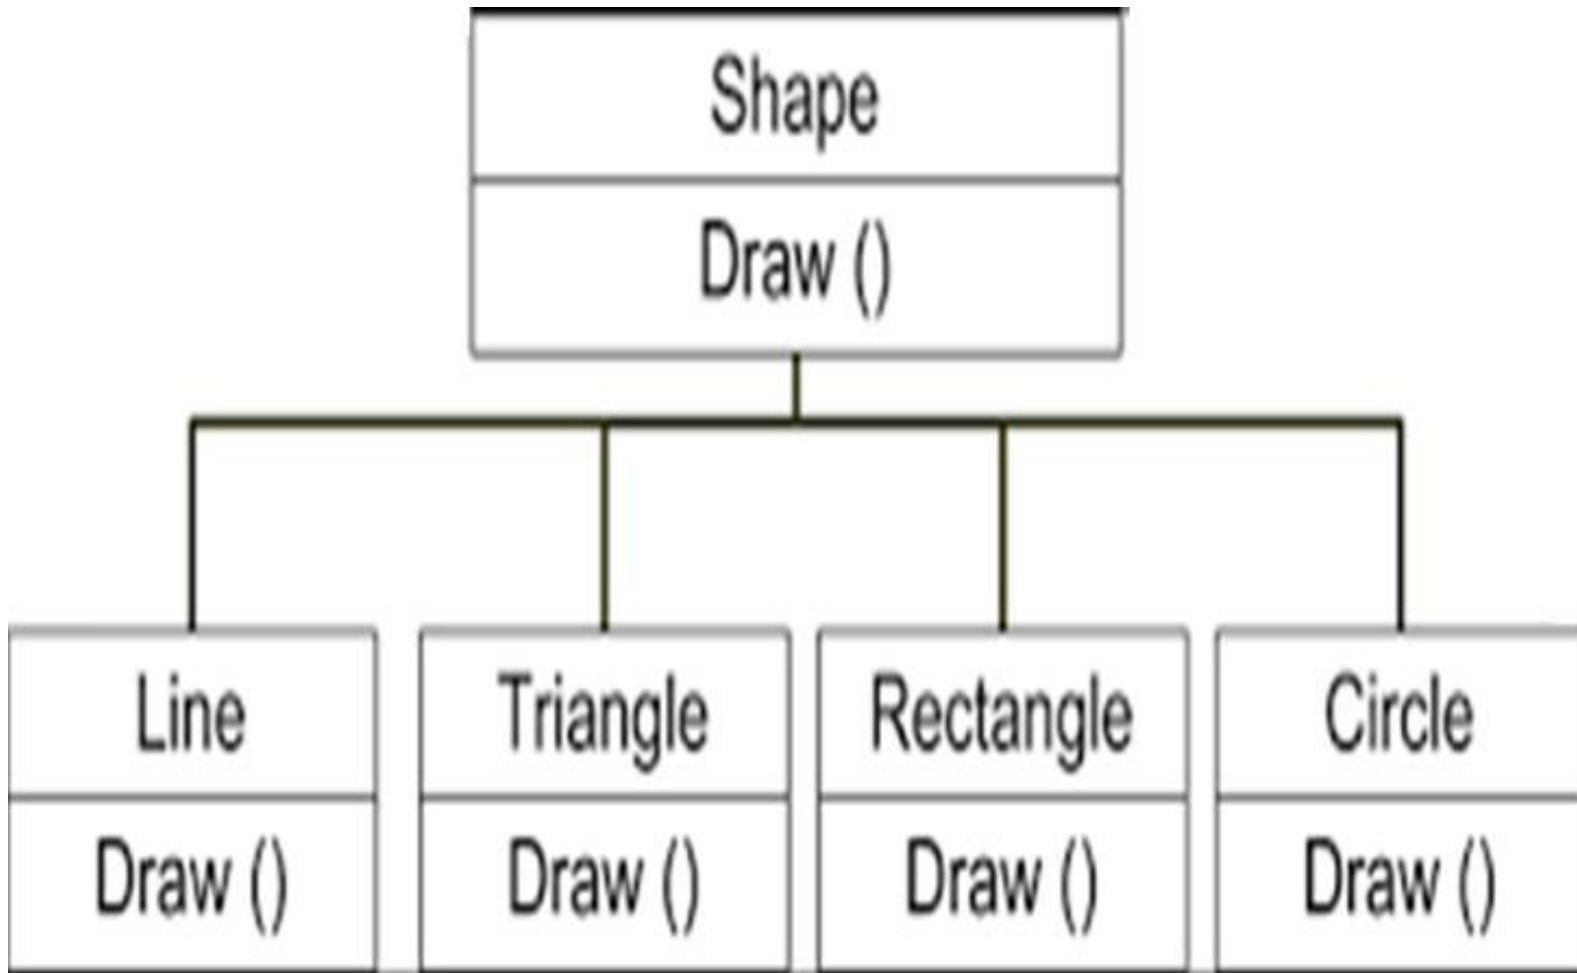 Shape
Draw ()
Line
Draw ()
Triangle
Draw ()
Rectangle
Draw ()
Circle
Draw ()